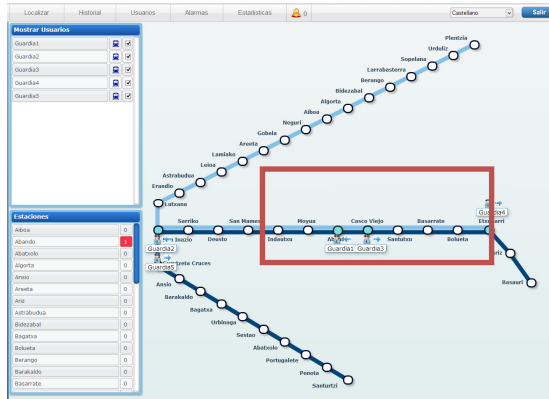 Localizar Historial Usuarios Alarmas Estadisticas 0 Castellano Salir
Mostrar Usuarios
Guardia1
Guardia2
Guardia3
Guardia4
Guardia5
Estaciones
Aiboa 0
Abando 1
Abatxolo 0
Algorta 0
Ansio 0
Areeta 0
Ariz 0
Astrabudua 0
Bidezabal 0
Bagatxa 0
Bolueta 0
Berango 0
Barakaldo 0
Basarrate 0
Plentzia
Urduliz
Sopelana
Larrabasterra
Berango
Bidezabal
Algorta
Aiboa
Neguri
Gobela
Areeta
Lamiako
Leioa
Astrabudua
Erandio
Lutxana
Sarriko San Mames Moyua Casco Viejo Basarrate
Guardia4
Inazio Deusto Indautxu Santutxu Bolueta
Guardia2 Guardia1 Guardia3
Guardia5
Cruces
Basauri
Ansio
Barakaldo
Bagatxa
Urbinaga
Sestao
Abatxolo
Portugalete
Penota
Santurtzi